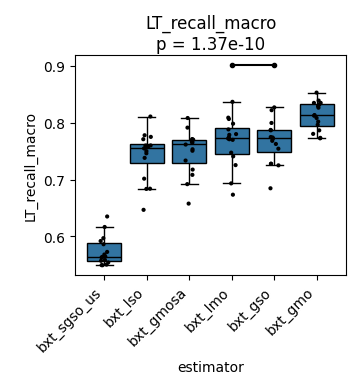 LT_recall_macro
p = 1.37e-10
LT_recall_macro
0.9
0.8
0.7
0.6
bxt_sgso_us
bxt_lso
bxt_gmosa
bxt_lmo
bxt_gso
bxt_gmo
estimator